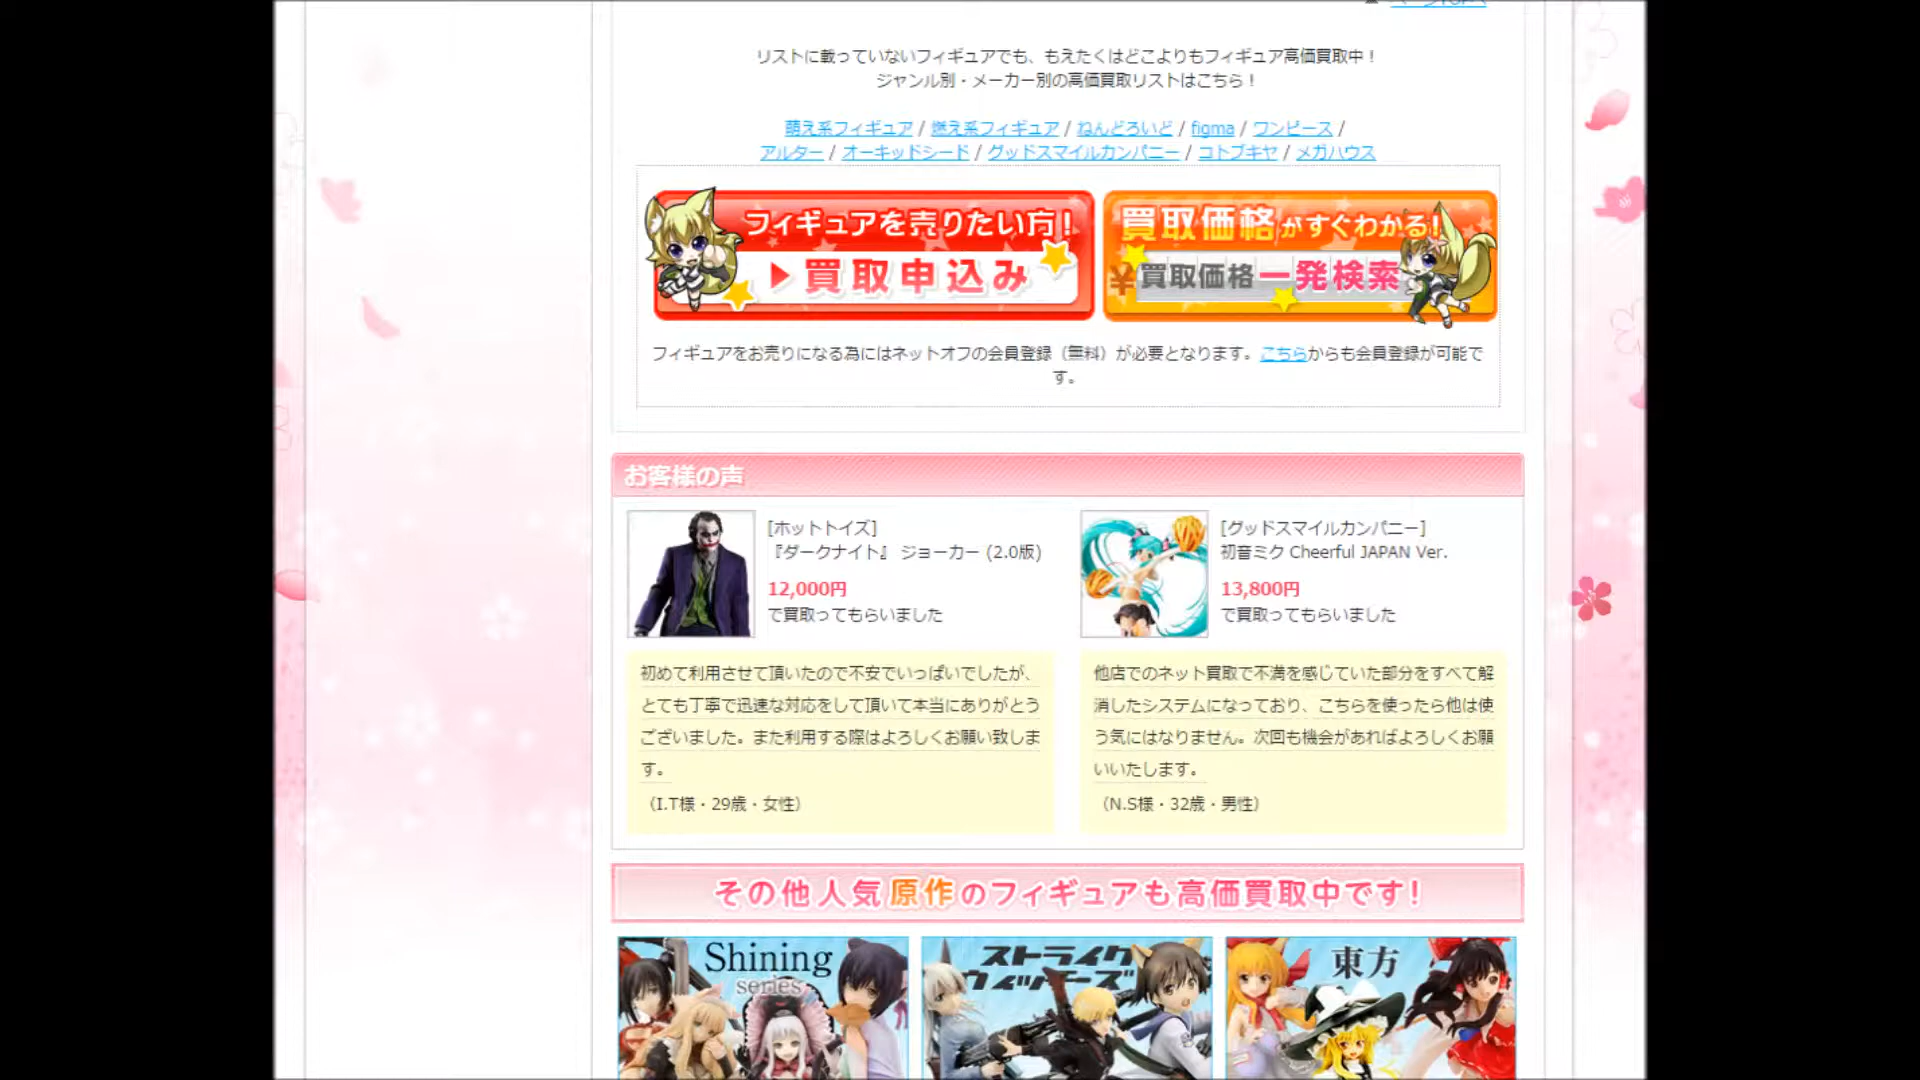 リストに載っていないフィギュアでも、もえたくはどこよりもフィギュア高価買取中！
ジャンル別・メーカー別の高価買取リストはこちら！
萌え系フィギュア / 燃え系フィギュア / ねんどろいど / figma / ワンピース /
アルター / オーキッドシード / グッドスマイルカンパニー / コトブキヤ / メガハウス
フィギュアを売りたい方！
買取申込み
買取価格がすぐわかる！
¥買取価格一発検索
フィギュアをお売りになる為にはネットオフの会員登録（無料）が必要となります。こちらからも会員登録が可能で
す。
お客様の声
[ホットトイズ]
『ダークナイト』 ジョーカー (2.0版)
12,000円
で買取ってもらいました
初めて利用させて頂いたので不安でいっぱいでしたが、
とても丁寧で迅速な対応をして頂いて本当にありがとう
ございました。また利用する際はよろしくお願い致しま
す。
（I.T様・29歳・女性）
[グッドスマイルカンパニー]
初音ミク Cheerful JAPAN Ver.
13,800円
で買取ってもらいました
他店でのネット買取で不満を感じていた部分をすべて解
消したシステムになっており、こちらを使ったら他は使
う気にはなりません。次回も機会があればよろしくお願
いいたします。
（N.S様・32歳・男性）
その他人気原作のフィギュアも高価買取中です！
Shining
series
ストライク
ウィッチーズ
東方